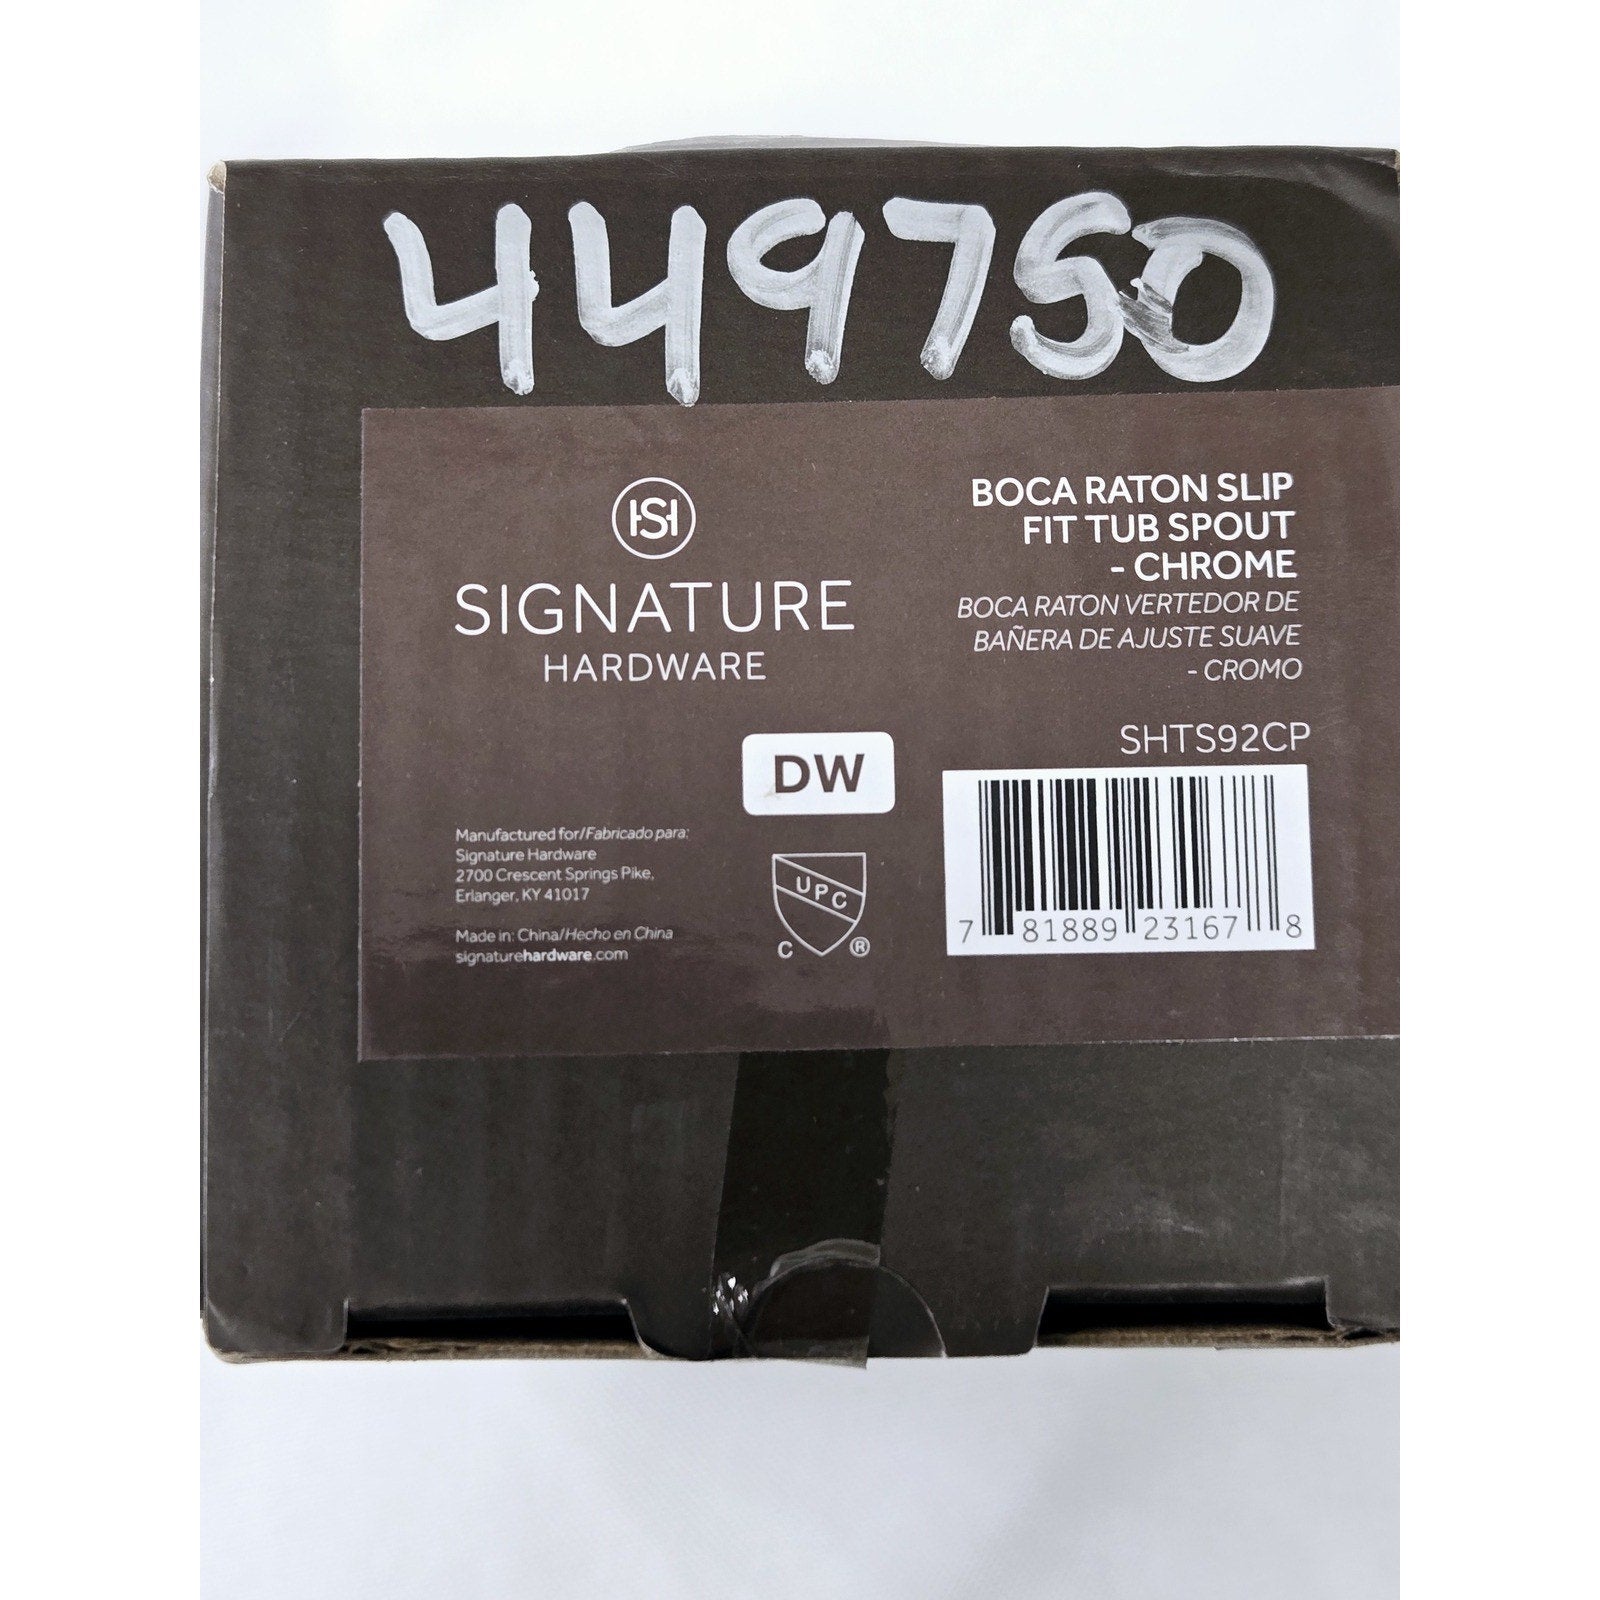 449750
HSH
SIGNATURE
HARDWARE
BOCA RATON SLIP
FIT TUB SPOUT
- CHROME
BOCA RATON VERTEDOR DE
BAÑERA DE AJUSTE SUAVE
- CROMO
SHTS92CP
DW
Manufactured for/Fabricado para:
Signature Hardware
2700 Crescent Springs Pike,
Erlanger, KY 41017
Made in: China/Hecho en China
signaturehardware.com
UPC
C ®
7 81889 23167 8